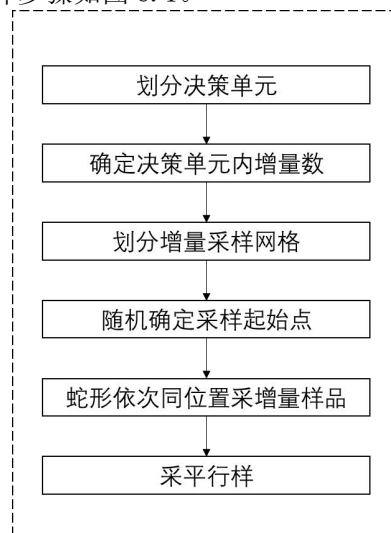 划分决策单元
确定决策单元内增量数
划分增量采样网格
随机确定采样起始点
蛇形依次同位置采增量样品
采平行样